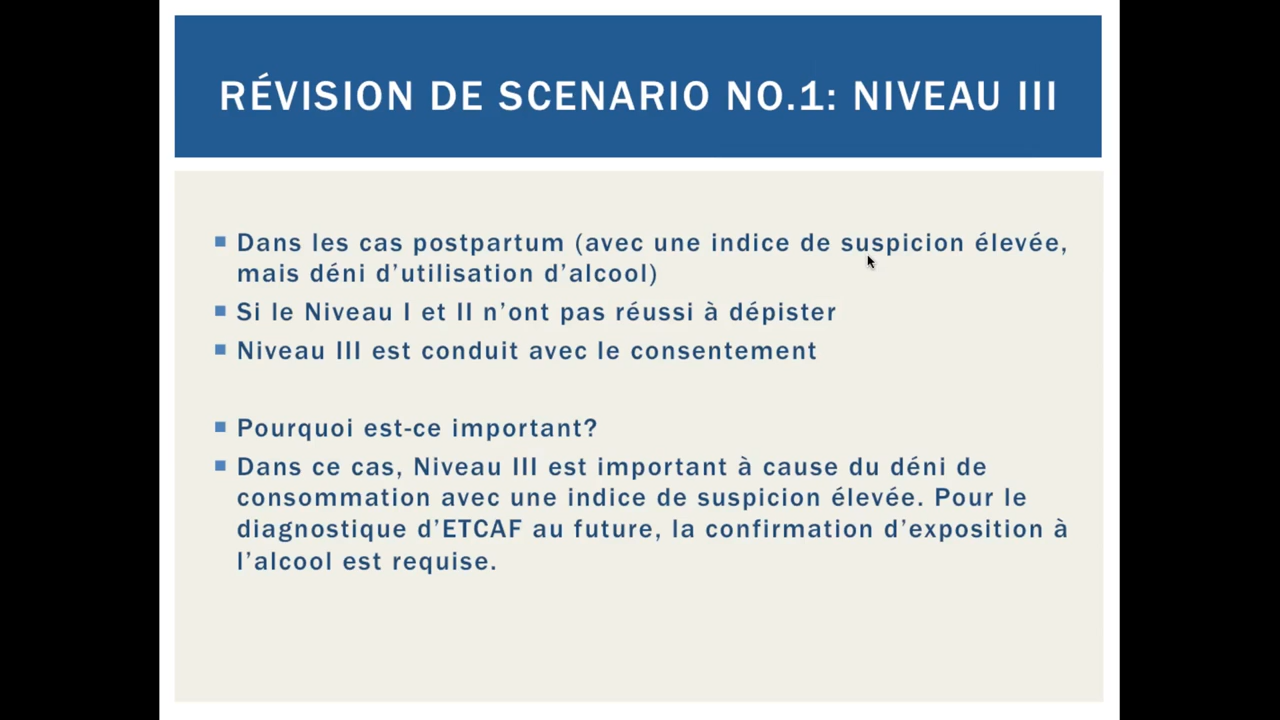 RÉVISION DE SCENARIO NO.1: NIVEAU III
Dans les cas postpartum (avec une indice de suspicion élevée,
mais déni d’utilisation d’alcool)
Si le Niveau I et II n’ont pas réussi à dépister
Niveau III est conduit avec le consentement
Pourquoi est-ce important?
Dans ce cas, Niveau III est important à cause du déni de
consommation avec une indice de suspicion élevée. Pour le
diagnostique d’ETCAF au future, la confirmation d’exposition à
l’alcool est requise.